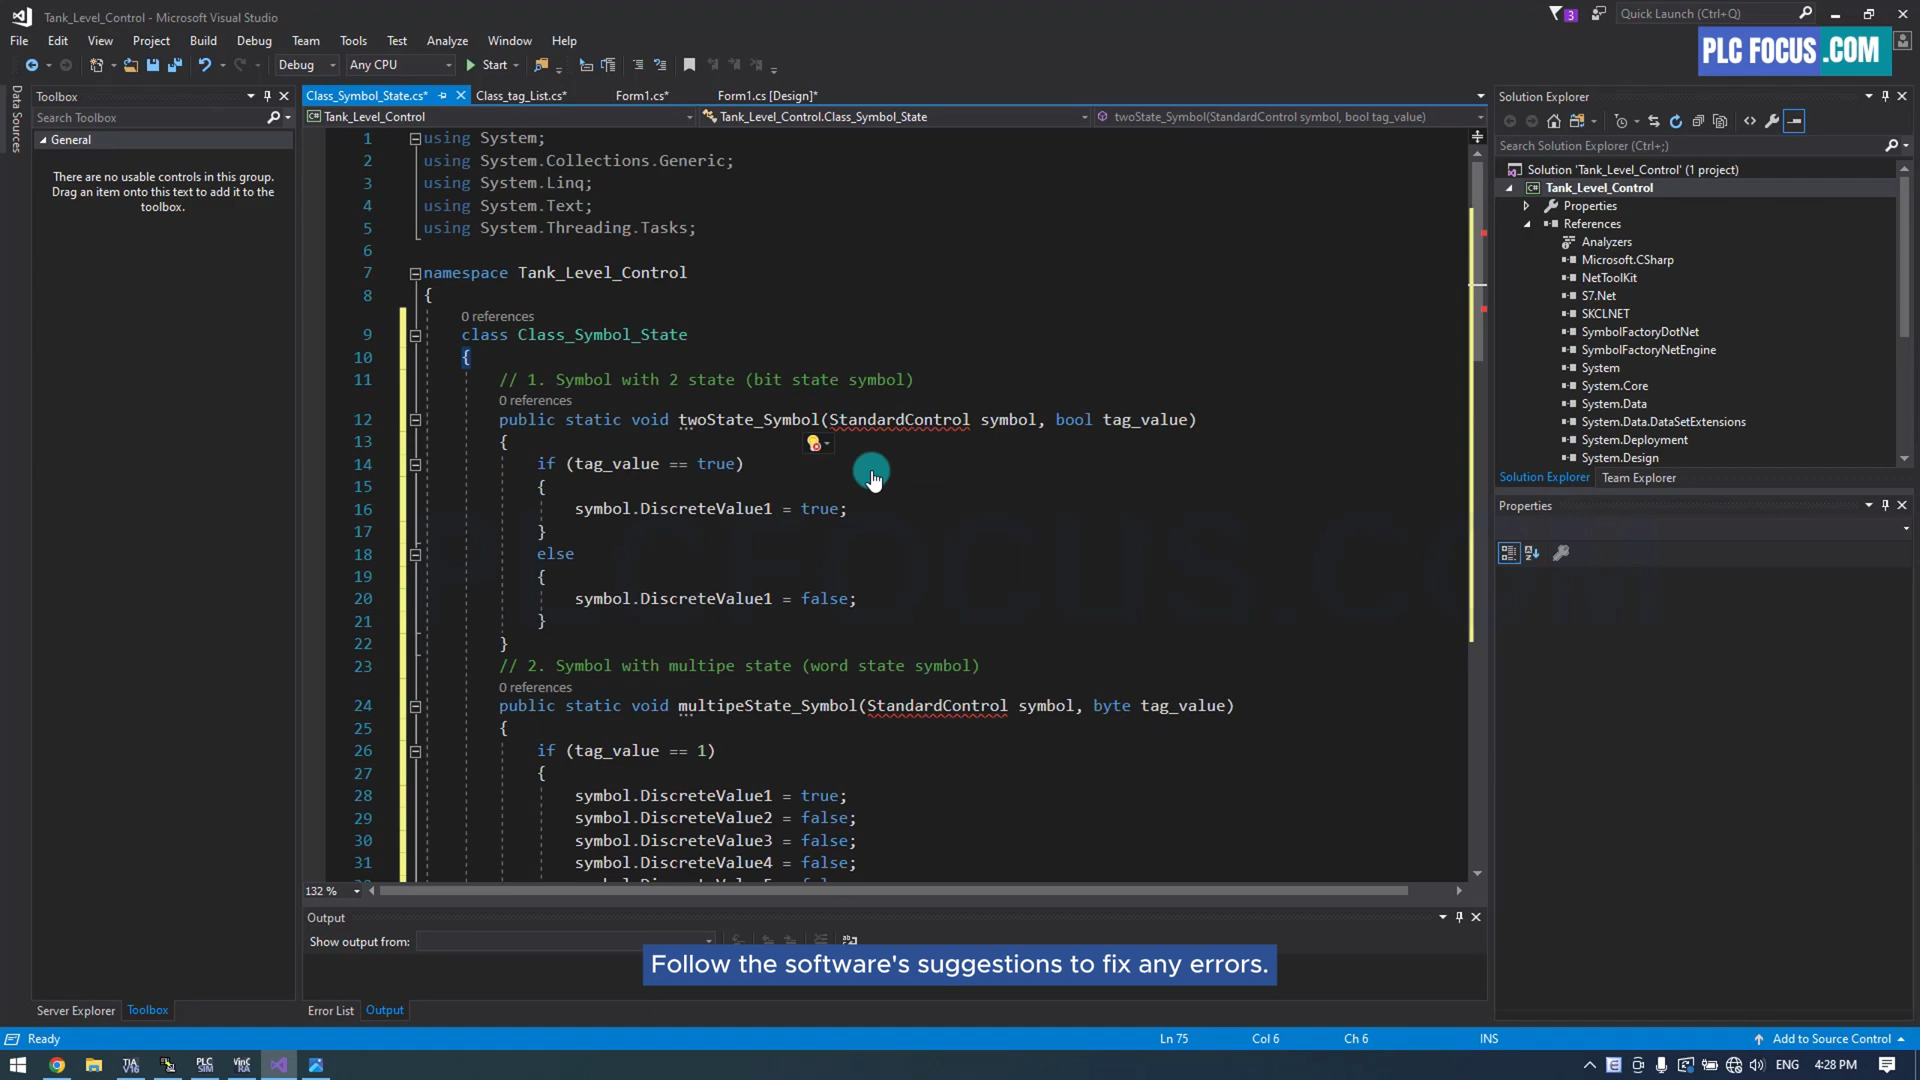 Tank_Level_Control - Microsoft Visual Studio
3
Quick Launch (Ctrl+Q)
File Edit View Project Build Debug Team Tools Test Analyze Window Help
PLC FOCUS .COM
Debug Any CPU Start
Data Sources
Toolbox
Search Toolbox
General
There are no usable controls in this group. Drag an item onto this text to add it to the toolbox.
Class_Symbol_State.cs* Class_tag_List.cs* Form1.cs* Form1.cs [Design]*
Tank_Level_Control Tank_Level_Control.Class_Symbol_State twoState_Symbol(StandardControl symbol, bool tag_value)
1 using System;
2 using System.Collections.Generic;
3 using System.Linq;
4 using System.Text;
5 using System.Threading.Tasks;
6
7 namespace Tank_Level_Control
8 {
0 references
9 class Class_Symbol_State
10 {
11 // 1. Symbol with 2 state (bit state symbol)
0 references
12 public static void twoState_Symbol(StandardControl symbol, bool tag_value)
13 {
14 if (tag_value == true)
15 {
16 symbol.DiscreteValue1 = true;
17 }
18 else
19 {
20 symbol.DiscreteValue1 = false;
21 }
22 }
23 // 2. Symbol with multipe state (word state symbol)
0 references
24 public static void multipeState_Symbol(StandardControl symbol, byte tag_value)
25 {
26 if (tag_value == 1)
27 {
28 symbol.DiscreteValue1 = true;
29 symbol.DiscreteValue2 = false;
30 symbol.DiscreteValue3 = false;
31 symbol.DiscreteValue4 = false;
PLCFOCUS.COM
132 %
Output
Show output from:
Follow the software's suggestions to fix any errors.
Server Explorer Toolbox
Error List Output
Solution Explorer
Search Solution Explorer (Ctrl+;)
Solution 'Tank_Level_Control' (1 project)
Tank_Level_Control
Properties
References
Analyzers
Microsoft.CSharp
NetToolKit
S7.Net
SKCLNET
SymbolFactoryDotNet
SymbolFactoryNetEngine
System
System.Core
System.Data
System.Data.DataSetExtensions
System.Deployment
System.Design
Solution Explorer Team Explorer
Properties
Ready Ln 75 Col 6 Ch 6 INS Add to Source Control
ENG 4:28 PM